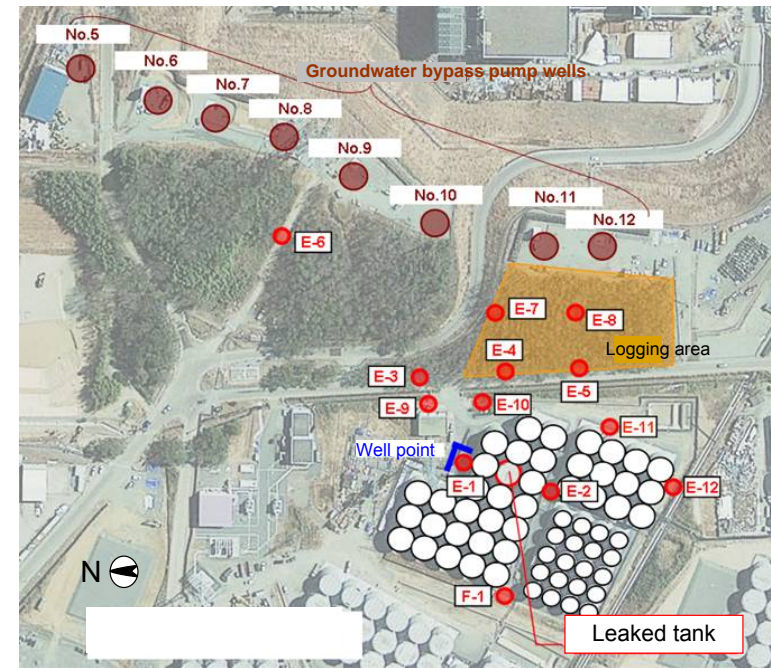 No.5
No.6
No.7
Groundwater bypass pump wells
No.8
No.9
No.10
No.11
No.12
E-6
E-7
E-8
Logging area
E-4
E-5
E-3
E-9
E-10
E-11
Well point
E-1
E-2
E-12
N
F-1
Leaked tank